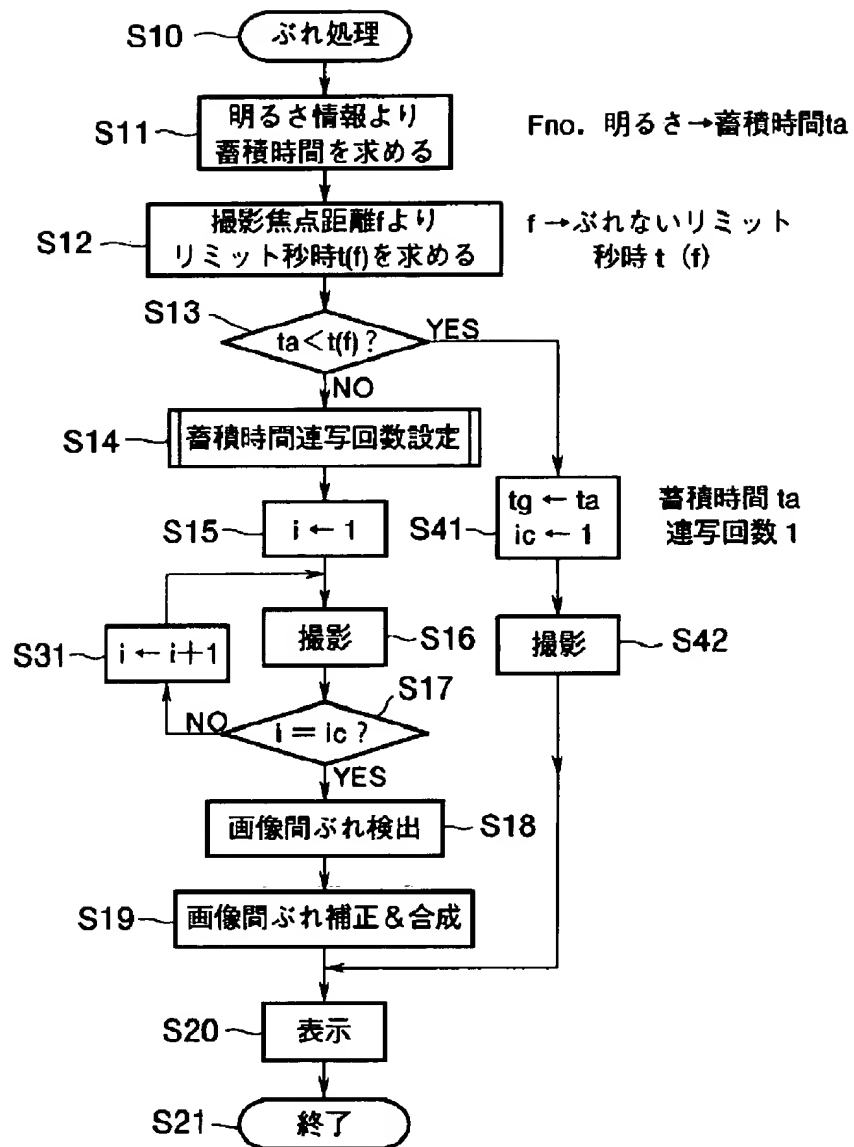 S10
ぶれ処理
S11
明るさ情報より
蓄積時間を求める
Fno. 明るさ→蓄積時間ta
S12
撮影焦点距離fより
リミット秒時t(f)を求める
f→ぶれないリミット
秒時 t (f)
S13
ta<t(f)?
YES
NO
S14
蓄積時間連写回数設定
S15
i ← 1
S41
tg ← ta
ic ← 1
蓄積時間 ta
連写回数 1
S31
i ← i+1
撮影
S16
撮影
S42
S17
NO
i = ic ?
YES
画像間ぶれ検出
S18
S19
画像間ぶれ補正&合成
S20
表示
S21
終了